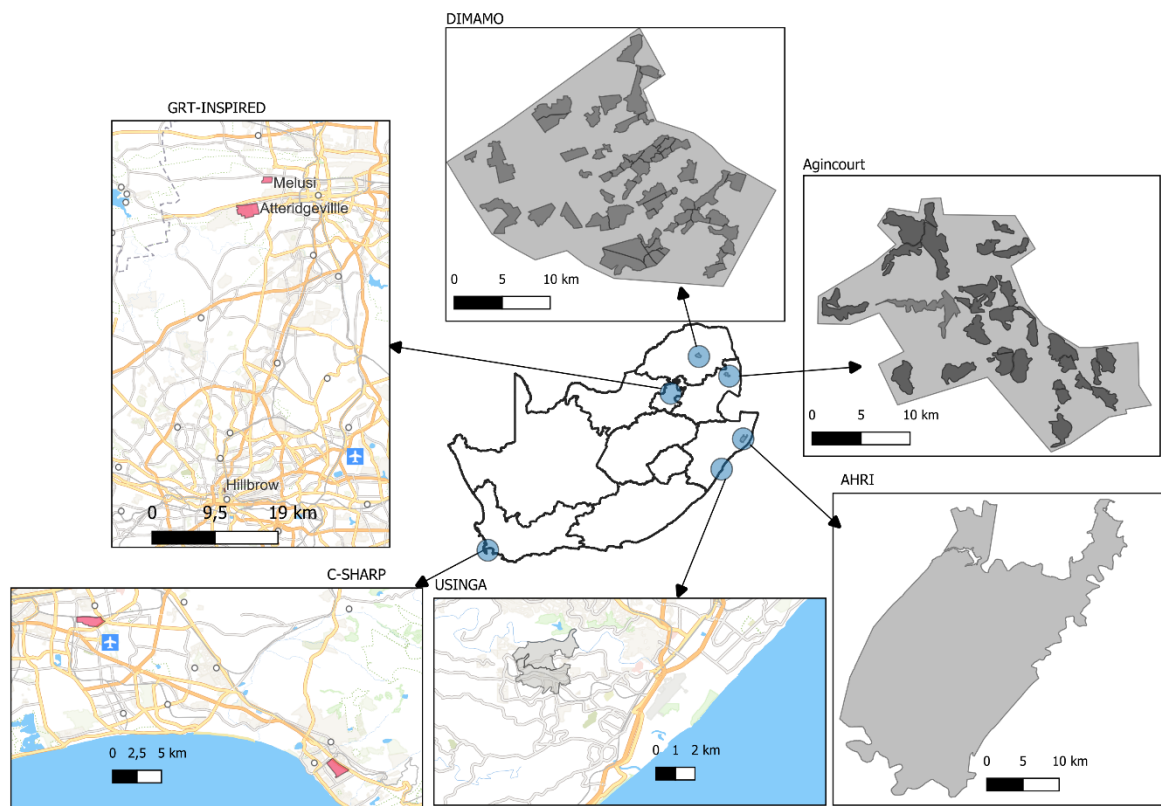 DIMAMO
0 5 10 km
GRT-INSPIRED
Melusi
Atteridgevillle
Hillbrow
0 9,5 19 km
Agincourt
0 5 10 km
AHRI
0 5 10 km
C-SHARP
0 2,5 5 km
USINGA
0 1 2 km